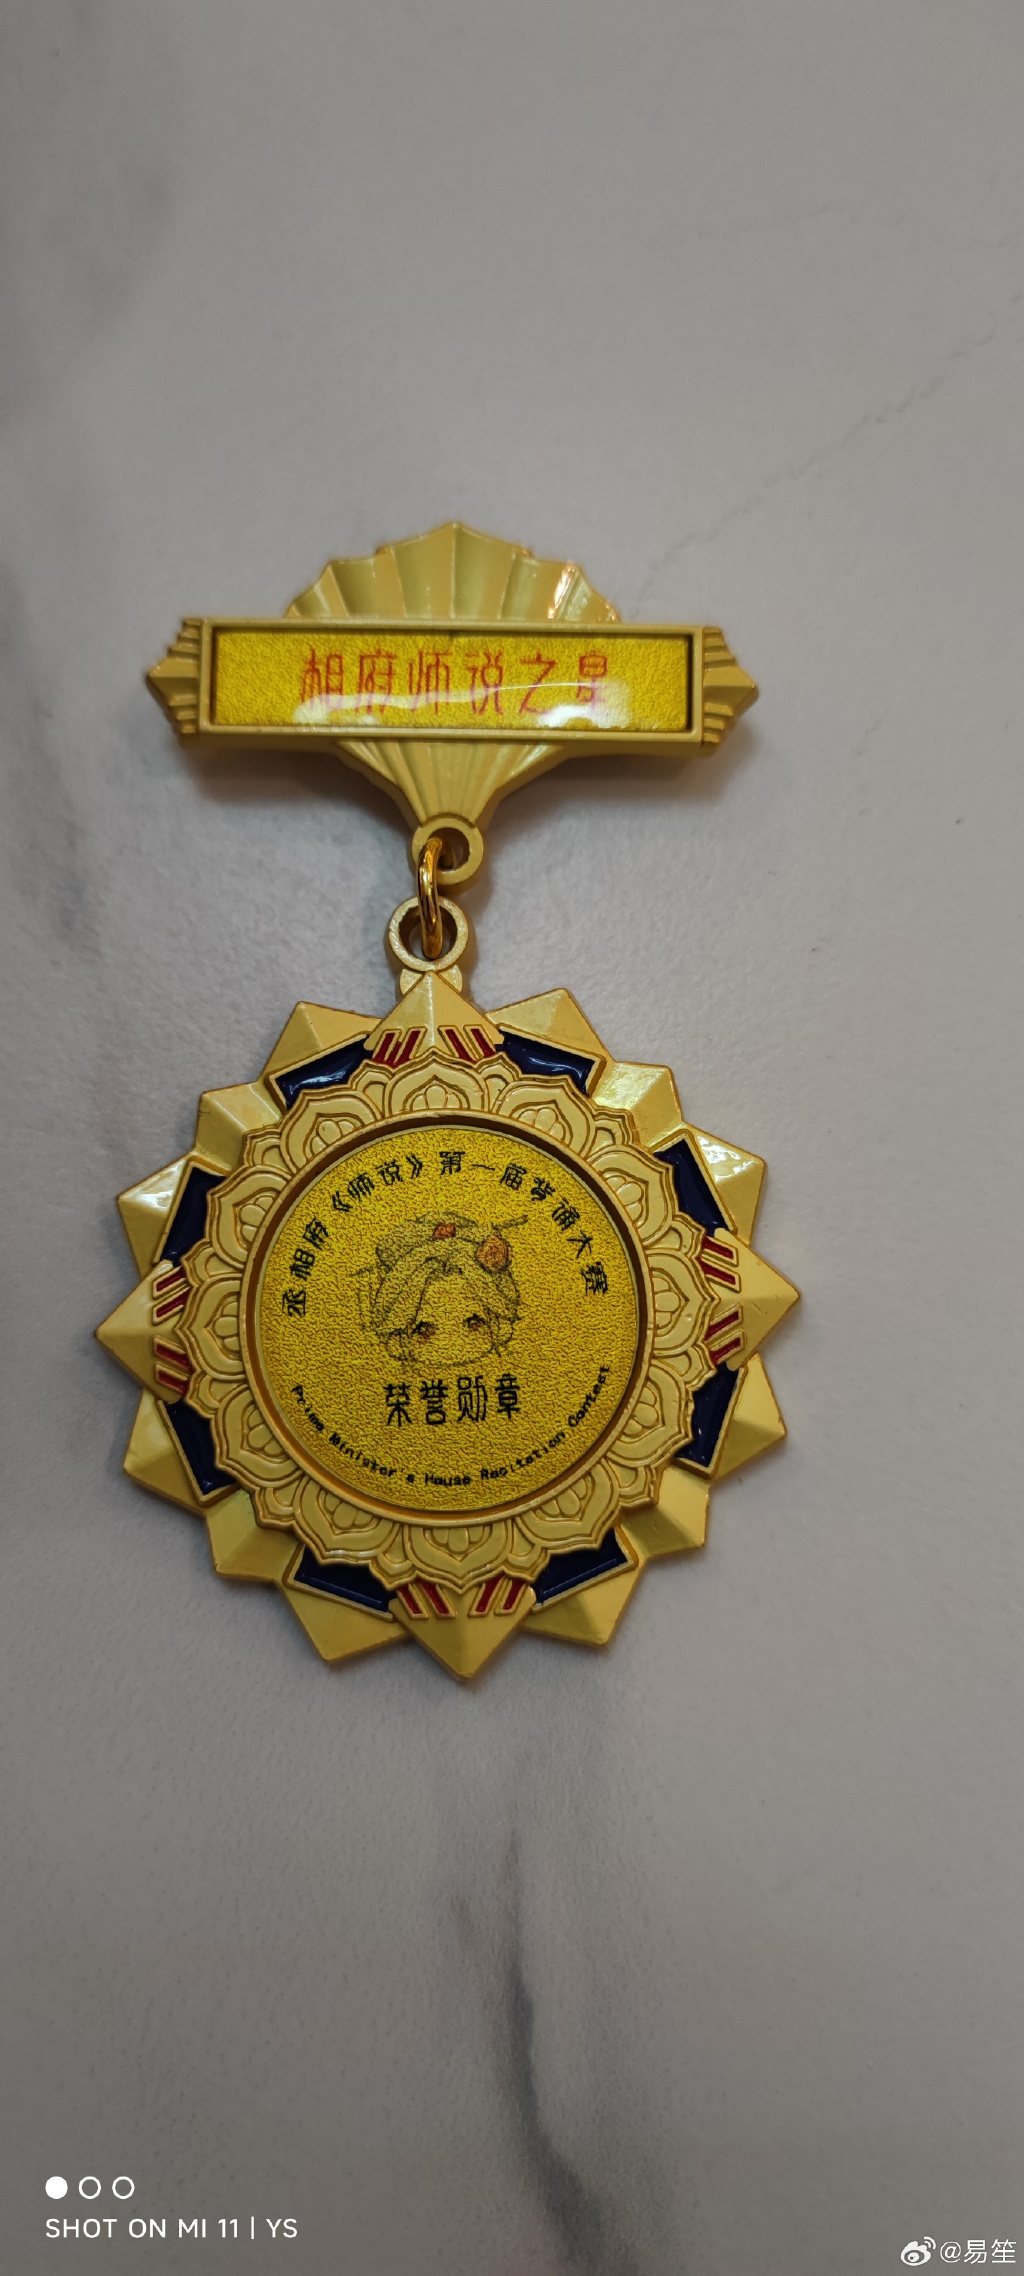 相府师说之星
丞相府《师说》第一届背诵大赛
荣誉勋章
Prime Minister's House Recitation Contest
SHOT ON MI 11 | YS
@易笙